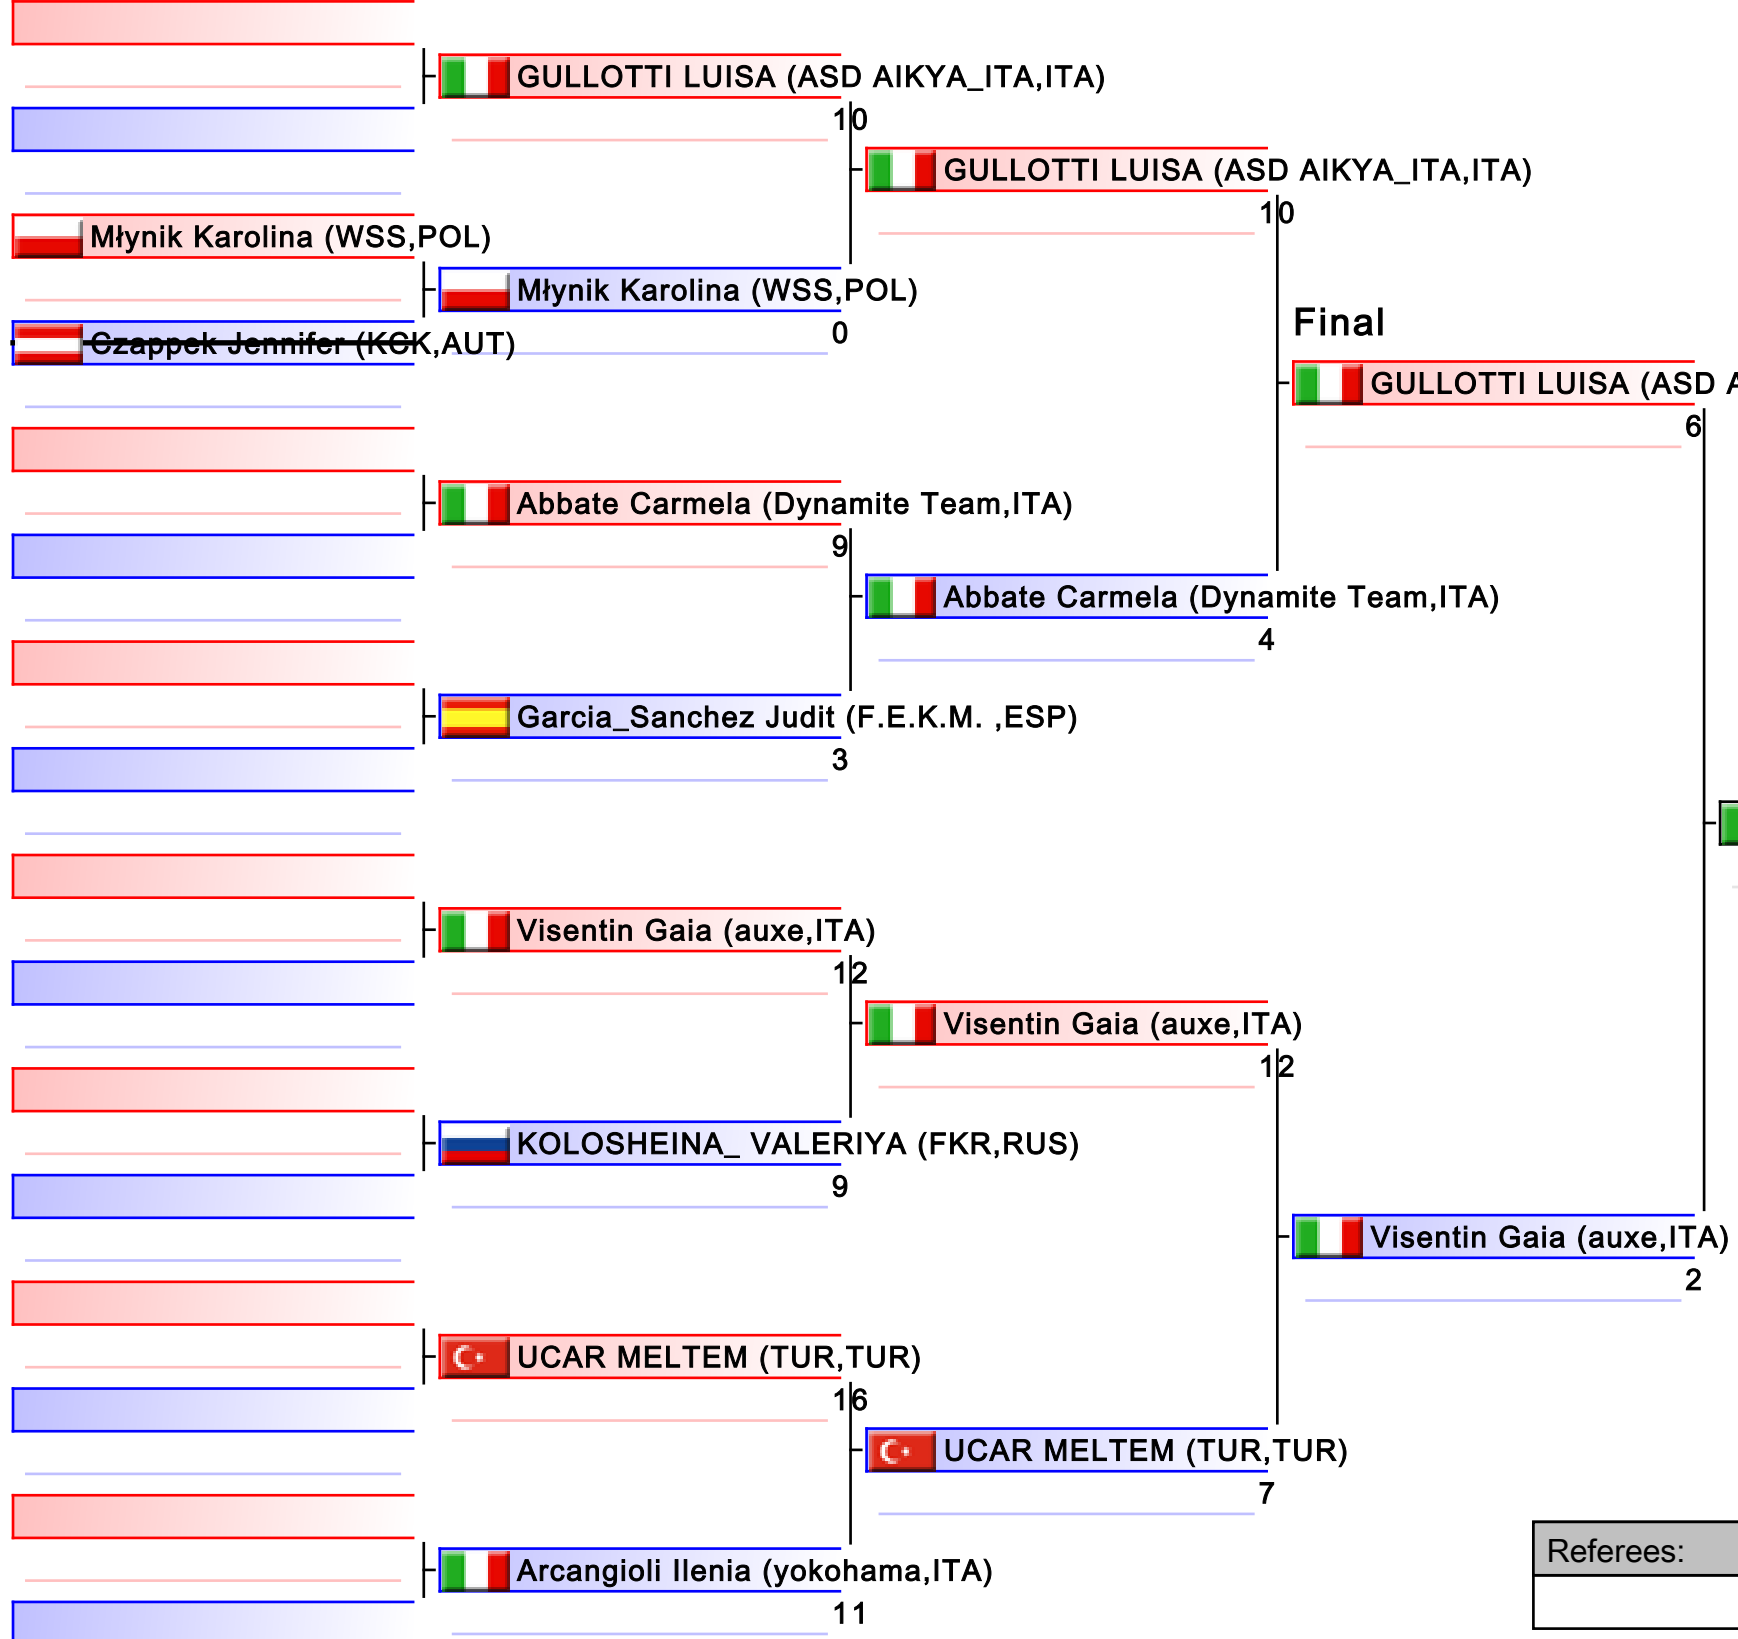 GULLOTTI LUISA (ASD AIKYA_ITA,ITA)
10
GULLOTTI LUISA (ASD AIKYA_ITA,ITA)
10
Młynik Karolina (WSS,POL)
Młynik Karolina (WSS,POL)
0
Czappek Jennifer (KCK,AUT)
Final
GULLOTTI LUISA (ASD A
6
Abbate Carmela (Dynamite Team,ITA)
9
Abbate Carmela (Dynamite Team,ITA)
4
Garcia_Sanchez Judit (F.E.K.M. ,ESP)
3
Visentin Gaia (auxe,ITA)
12
Visentin Gaia (auxe,ITA)
12
KOLOSHEINA_ VALERIYA (FKR,RUS)
9
Visentin Gaia (auxe,ITA)
2
UCAR MELTEM (TUR,TUR)
16
UCAR MELTEM (TUR,TUR)
7
Arcangioli Ilenia (yokohama,ITA)
11
Referees: